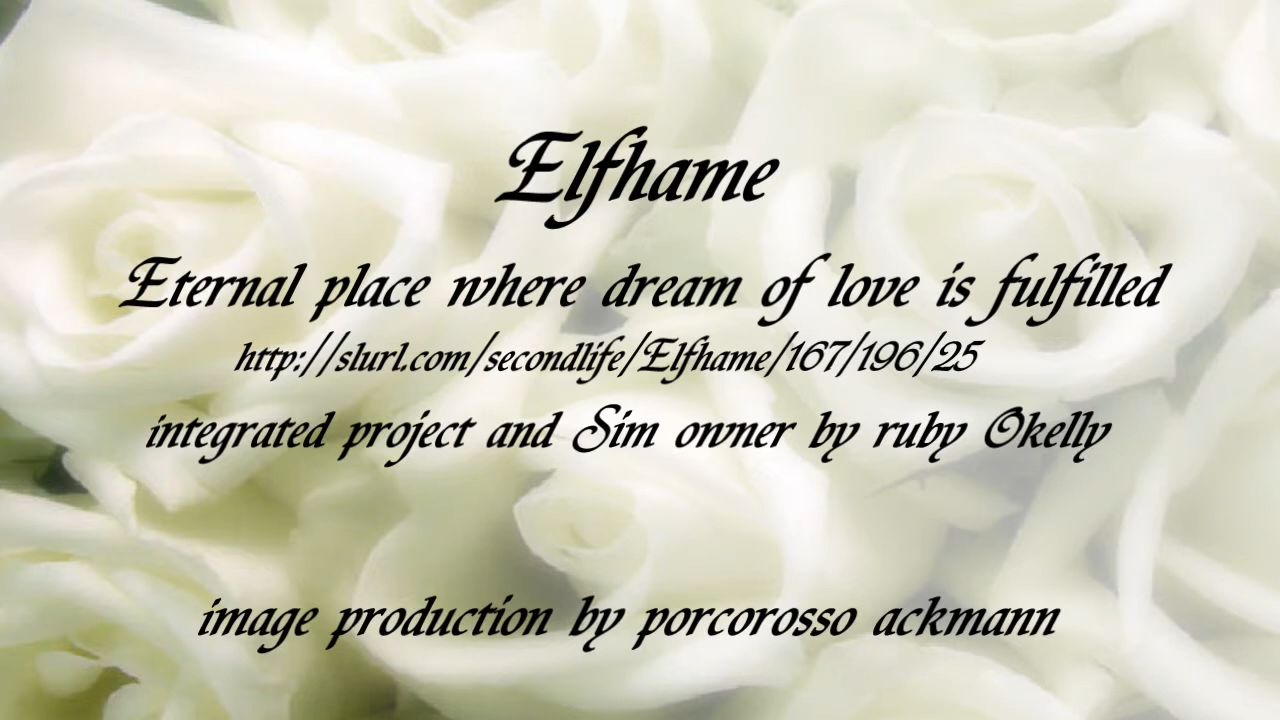 Elfhame
Eternal place where dream of love is fulfilled
http://slurl.com/secondlife/Elfhame/167/196/25
integrated project and Sim owner by ruby Okelly
image production by porcorosso ackmann